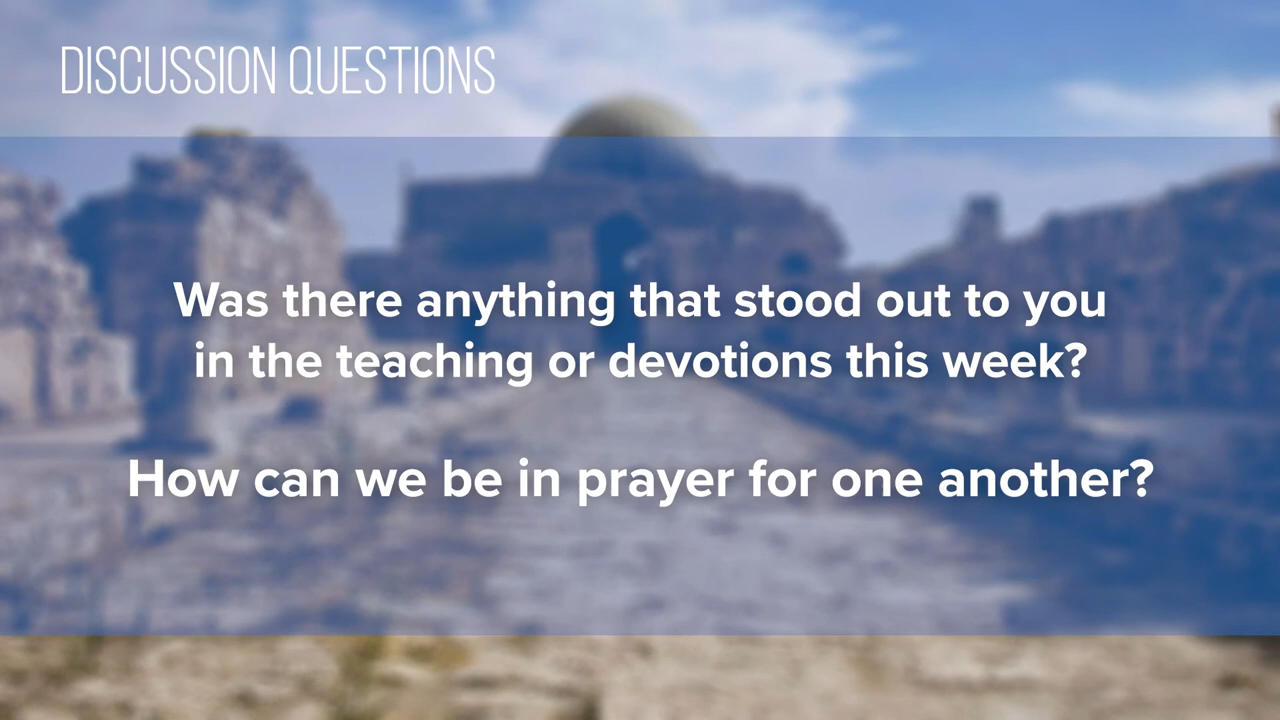 DISCUSSION QUESTIONS
Was there anything that stood out to you
in the teaching or devotions this week?
How can we be in prayer for one another?